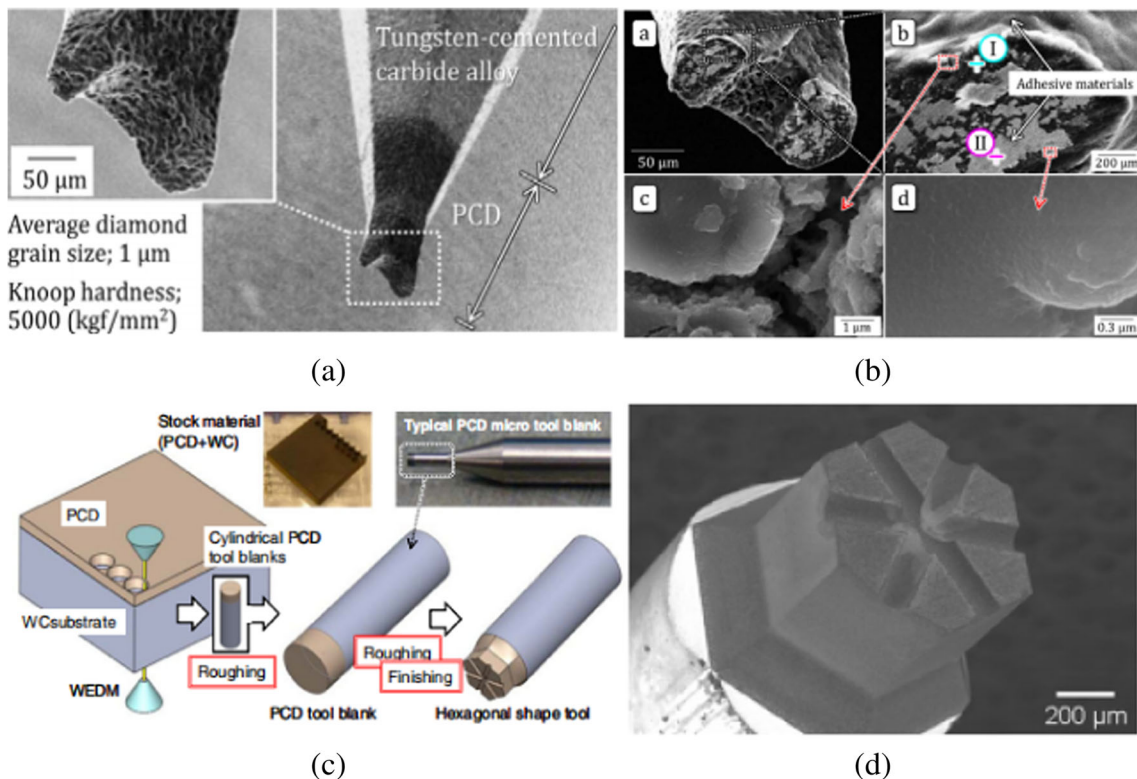 Tungsten-cemented
carbide alloy
50 μm
PCD
Average diamond
grain size; 1 μm
Knoop hardness;
5000 (kgf/mm²)
(a)
a
50 μm
b
I
Adhesive materials
II
200 μm
c
1 μm
d
0.3 μm
(b)
Stock material
(PCD+WC)
Typical PCD micro tool blank
PCD
Cylindrical PCD
tool blanks
WCsubstrate
Roughing
WEDM
Roughing
Finishing
PCD tool blank
Hexagonal shape tool
(c)
200 μm
(d)